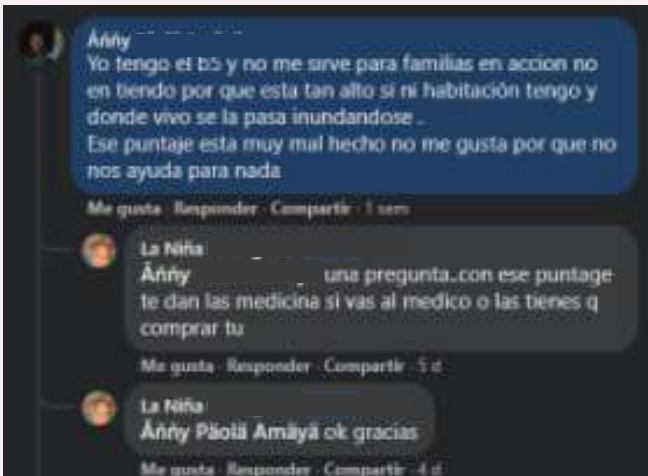 Âńńy
Yo tengo el b5 y no me sirve para familias en accion no
en tiendo por que esta tan alto si ni habitación tengo y
donde vivo se la pasa inundandose .
Ese puntaje esta muy mal hecho no me gusta por que no
nos ayuda para nada
Me gusta · Responder · Compartir · 1 sem
La Niña
Âńńy una pregunta..con ese puntage
te dan las medicina si vas al medico o las tienes q
comprar tu
Me gusta · Responder · Compartir · 5 d
La Niña
Âńńy Päolä Amäyä ok gracias
Me gusta · Responder · Compartir · 4 d